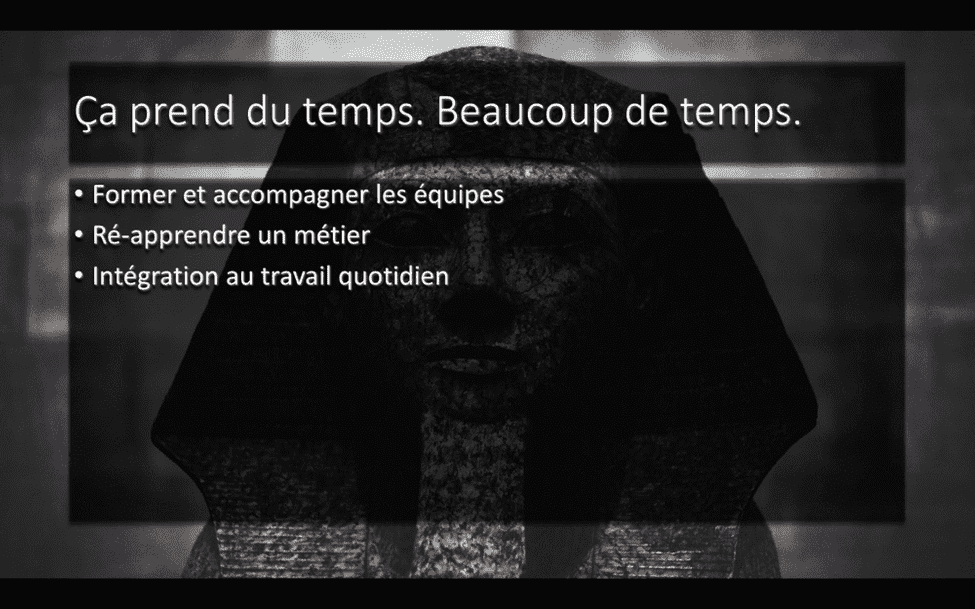 Ça prend du temps. Beaucoup de temps.
• Former et accompagner les équipes
• Ré-apprendre un métier
• Intégration au travail quotidien